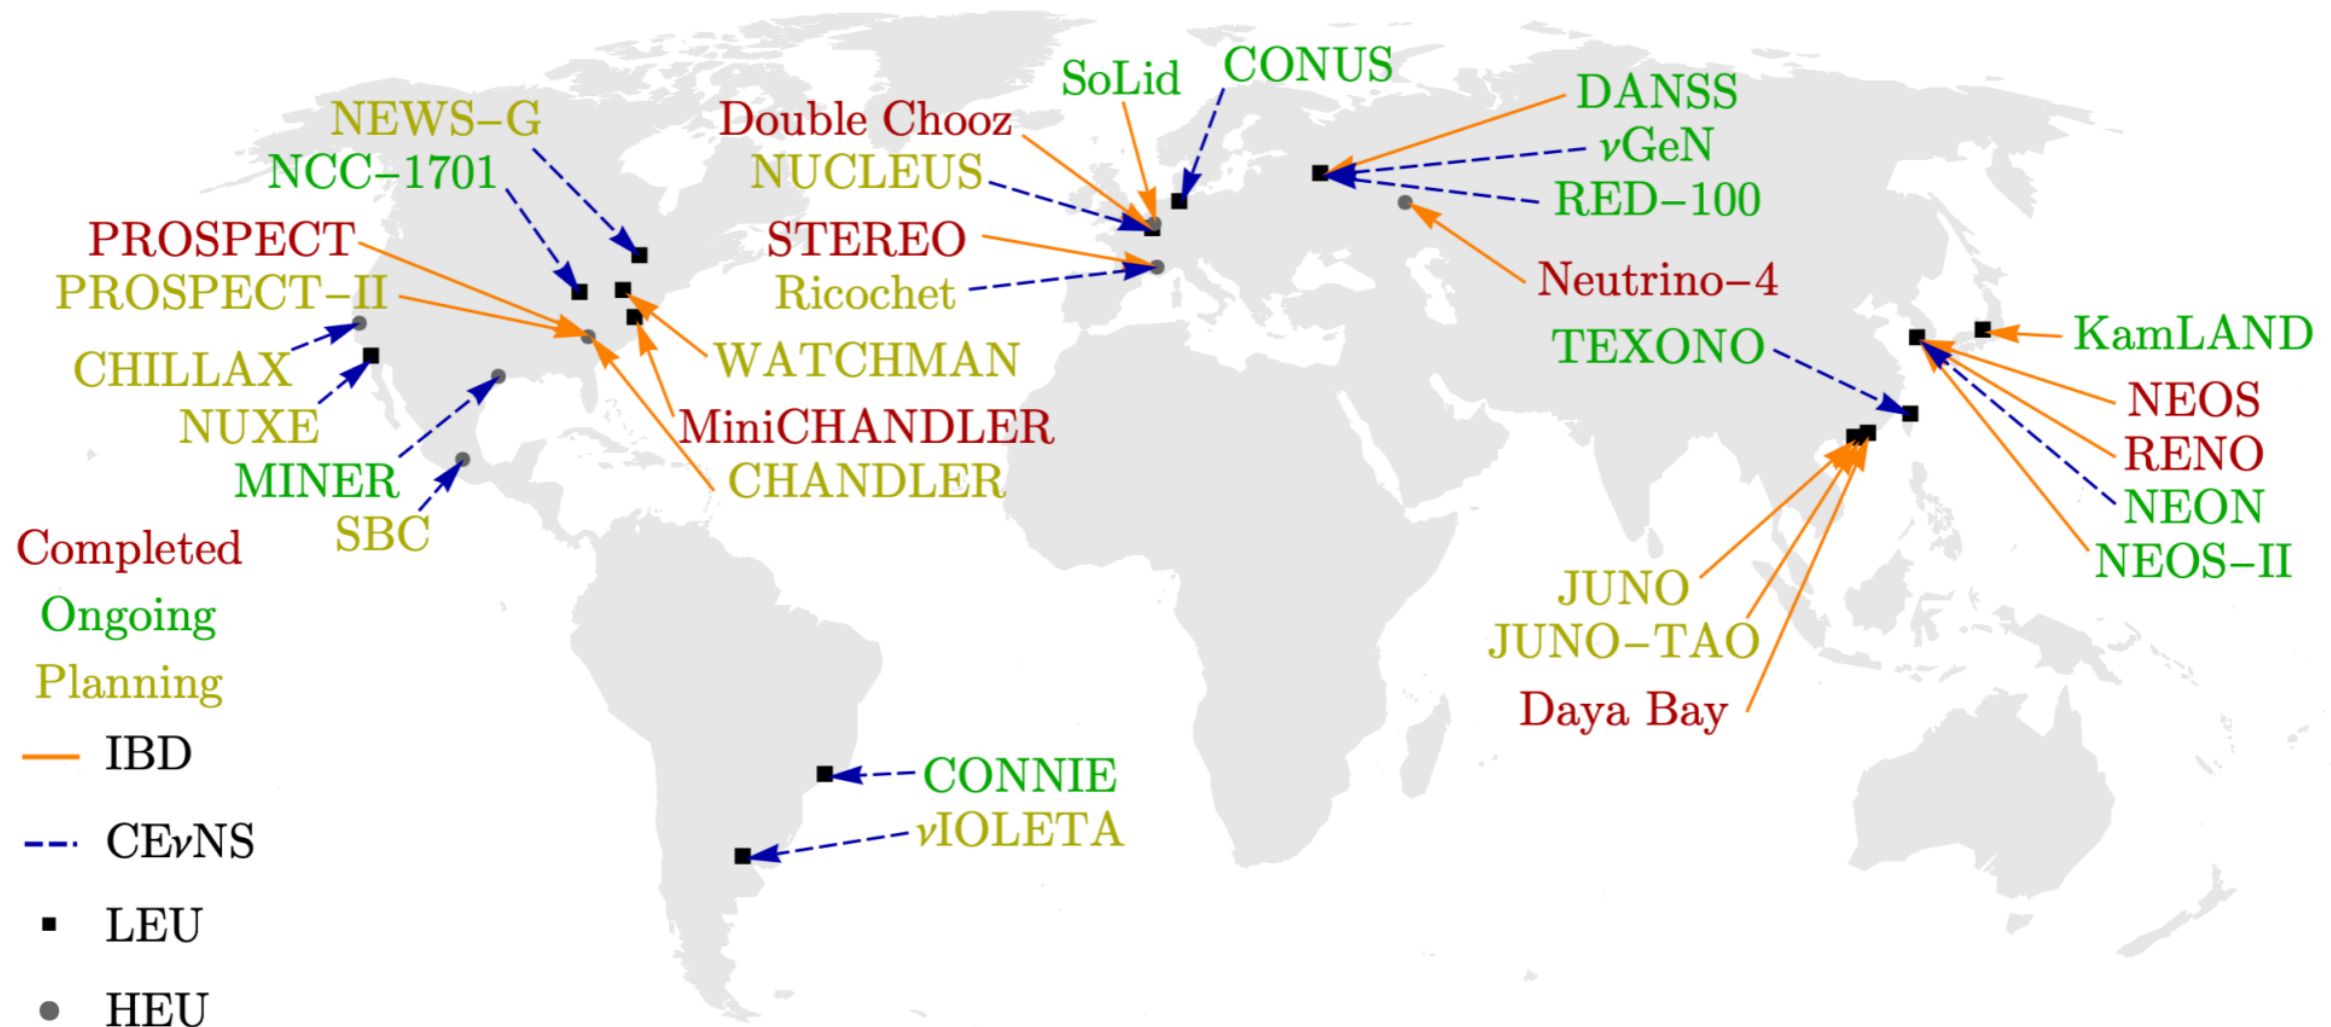 SoLid
CONUS
NEWS–G
NCC–1701
Double Chooz
NUCLEUS
DANSS
νGeN
RED–100
PROSPECT
PROSPECT–II
STEREO
Ricochet
Neutrino–4
TEXONO
KamLAND
CHILLAX
NUXE
MINER
SBC
WATCHMAN
MiniCHANDLER
CHANDLER
NEOS
RENO
NEON
NEOS–II
JUNO
JUNO–TAO
Daya Bay
CONNIE
νIOLETA
Completed
Ongoing
Planning
IBD
CEνNS
LEU
HEU